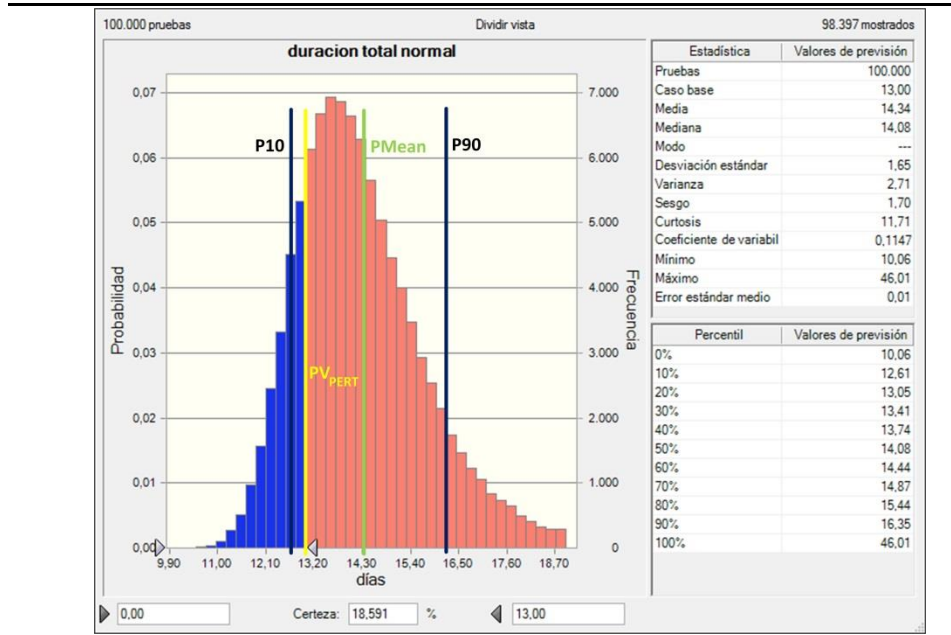 100.000 pruebas Dividir vista 98.397 mostrados
duracion total normal
0,07 7.000
0,06 6.000
0,05 5.000
0,04 4.000
0,03 3.000
0,02 2.000
0,01 1.000
0,00 0
Probabilidad
Frecuencia
P10 PMean P90
PV PERT
9,90 11,00 12,10 13,20 14,30 15,40 16,50 17,60 18,70
días
Estadística Valores de previsión
Pruebas 100.000
Caso base 13,00
Media 14,34
Mediana 14,08
Modo ---
Desviación estándar 1,65
Varianza 2,71
Sesgo 1,70
Curtosis 11,71
Coeficiente de variabil 0,1147
Mínimo 10,06
Máximo 46,01
Error estándar medio 0,01
Percentil Valores de previsión
0% 10,06
10% 12,61
20% 13,05
30% 13,41
40% 13,74
50% 14,08
60% 14,44
70% 14,87
80% 15,44
90% 16,35
100% 46,01
0,00 Certeza: 18,591 % 13,00